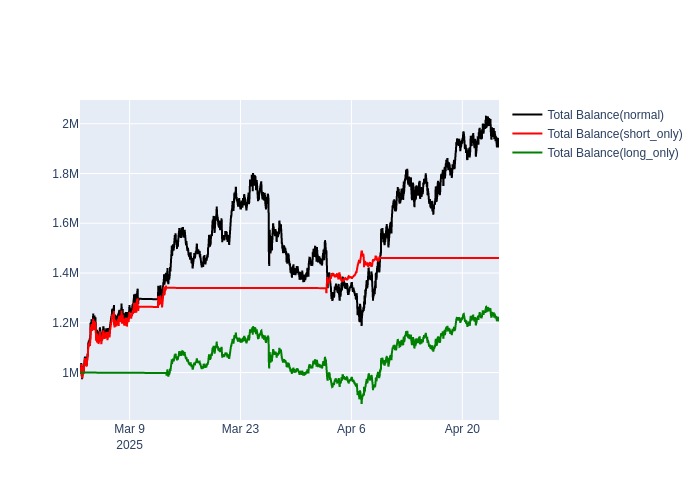 2M
1.8M
1.6M
1.4M
1.2M
1M
Mar 9
2025
Mar 23
Apr 6
Apr 20
Total Balance(normal)
Total Balance(short_only)
Total Balance(long_only)